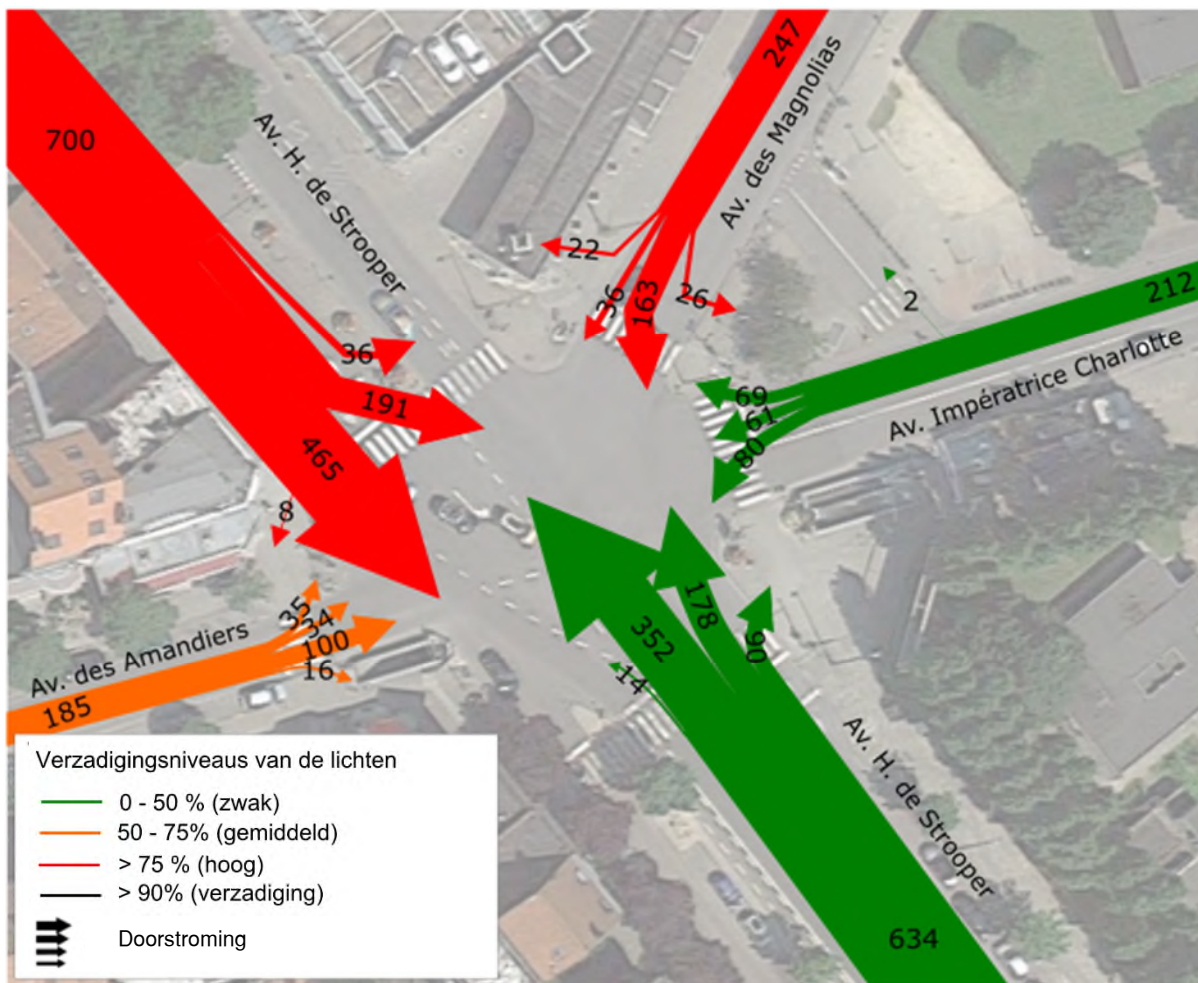 247
Av. des Magnolias
700
Av. H. de Strooper
22
36
163
26
2
212
Av. Impératrice Charlotte
36
191
69
61
80
465
8
35
34
100
16
Av. des Amandiers
185
352
178
90
14
Av. H. de Strooper
634
Verzadigingsniveaus van de lichten
0 - 50 % (zwak)
50 - 75% (gemiddeld)
> 75 % (hoog)
> 90% (verzadiging)
Doorstroming